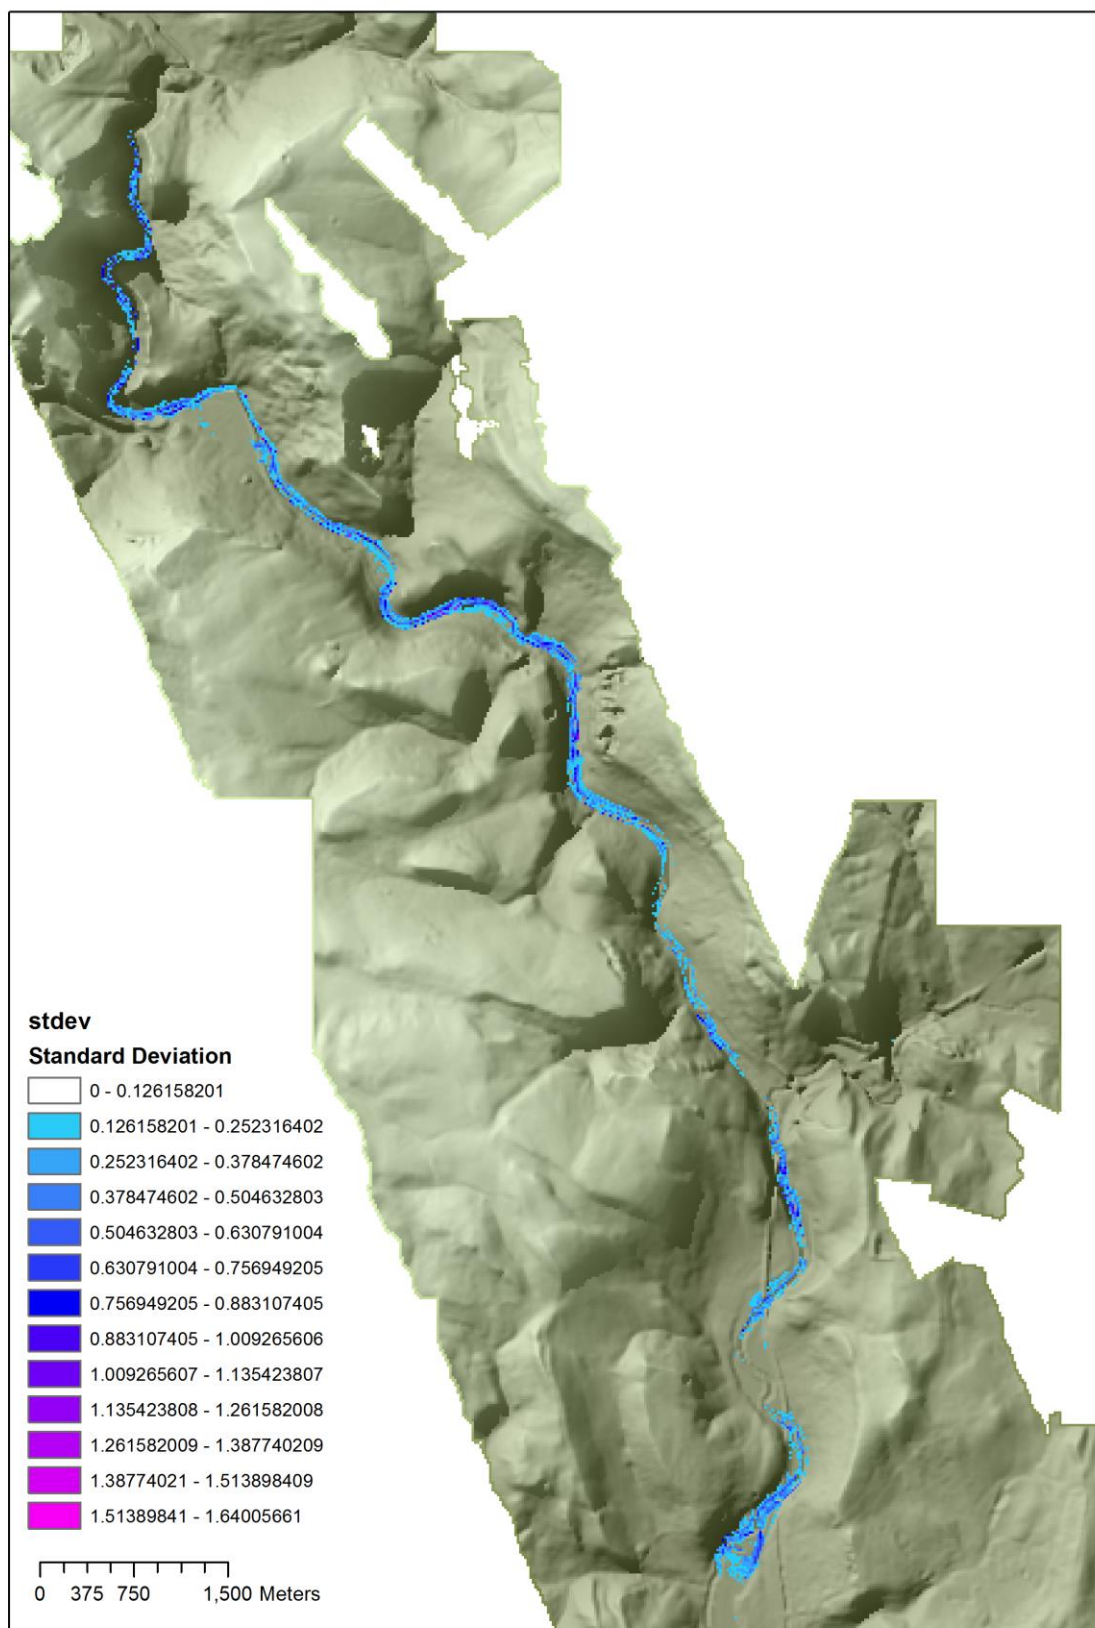 stdev
Standard Deviation
0 - 0.126158201
0.126158201 - 0.252316402
0.252316402 - 0.378474602
0.378474602 - 0.504632803
0.504632803 - 0.630791004
0.630791004 - 0.756949205
0.756949205 - 0.883107405
0.883107405 - 1.009265606
1.009265607 - 1.135423807
1.135423808 - 1.261582008
1.261582009 - 1.387740209
1.38774021 - 1.513898409
1.51389841 - 1.64005661
0 375 750 1,500 Meters